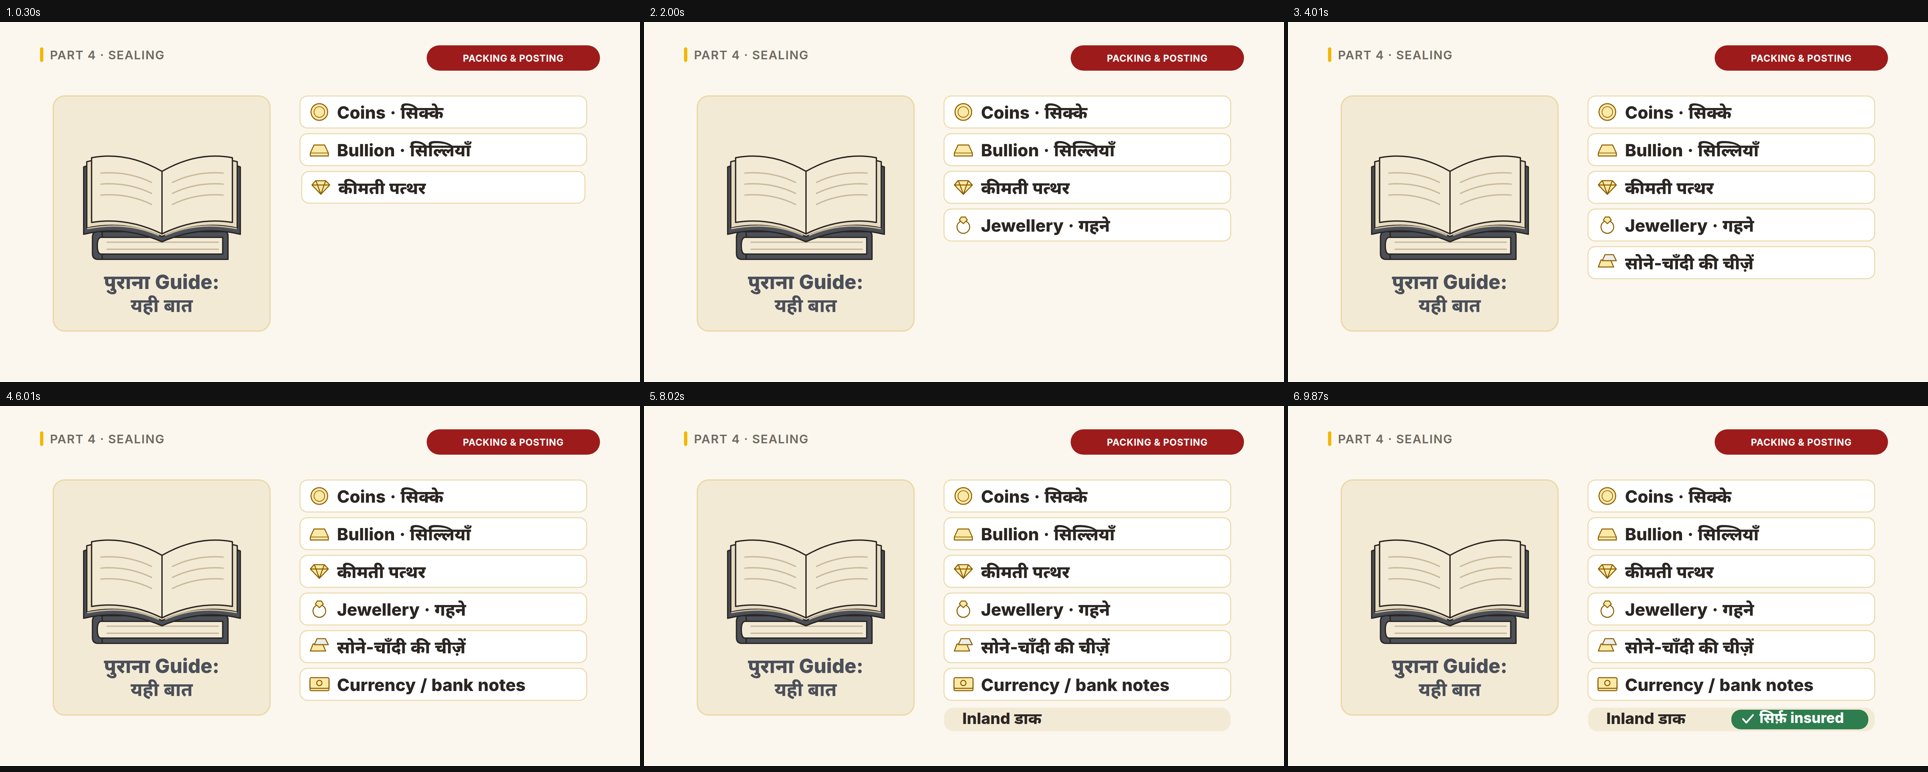 1. 0.30s
PART 4 · SEALING
PACKING & POSTING
Coins · सिक्के
Bullion · सिल्लियाँ
कीमती पत्थर
पुराना Guide:
यही बात
2. 2.00s
PART 4 · SEALING
PACKING & POSTING
Coins · सिक्के
Bullion · सिल्लियाँ
कीमती पत्थर
Jewellery · गहने
पुराना Guide:
यही बात
3. 4.01s
PART 4 · SEALING
PACKING & POSTING
Coins · सिक्के
Bullion · सिल्लियाँ
कीमती पत्थर
Jewellery · गहने
सोने-चाँदी की चीज़ें
पुराना Guide:
यही बात
4. 6.01s
PART 4 · SEALING
PACKING & POSTING
Coins · सिक्के
Bullion · सिल्लियाँ
कीमती पत्थर
Jewellery · गहने
सोने-चाँदी की चीज़ें
Currency / bank notes
पुराना Guide:
यही बात
5. 8.02s
PART 4 · SEALING
PACKING & POSTING
Coins · सिक्के
Bullion · सिल्लियाँ
कीमती पत्थर
Jewellery · गहने
सोने-चाँदी की चीज़ें
Currency / bank notes
Inland डाक
पुराना Guide:
यही बात
6. 9.87s
PART 4 · SEALING
PACKING & POSTING
Coins · सिक्के
Bullion · सिल्लियाँ
कीमती पत्थर
Jewellery · गहने
सोने-चाँदी की चीज़ें
Currency / bank notes
Inland डाक
✓ सिर्फ़ insured
पुराना Guide:
यही बात